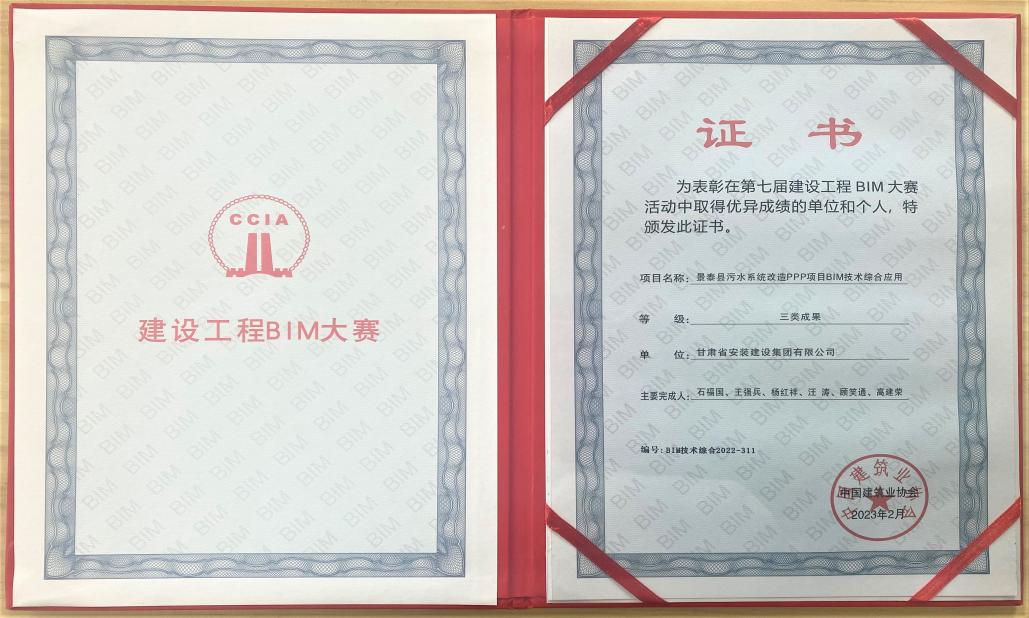 CCIA
建设工程BIM大赛
证 书
为表彰在第七届建设工程 BIM 大赛
活动中取得优异成绩的单位和个人，特
颁发此证书。
项目名称：景泰县污水系统改造PPP项目BIM技术综合应用
等 级：三类成果
单 位：甘肃省安装建设集团有限公司
主要完成人：石福国、王强兵、杨红祥、汪 涛、顾笑通、高建荣
编号：BIM技术综合2022-311
中国建筑业协会
2023年2月
中国建筑业协会